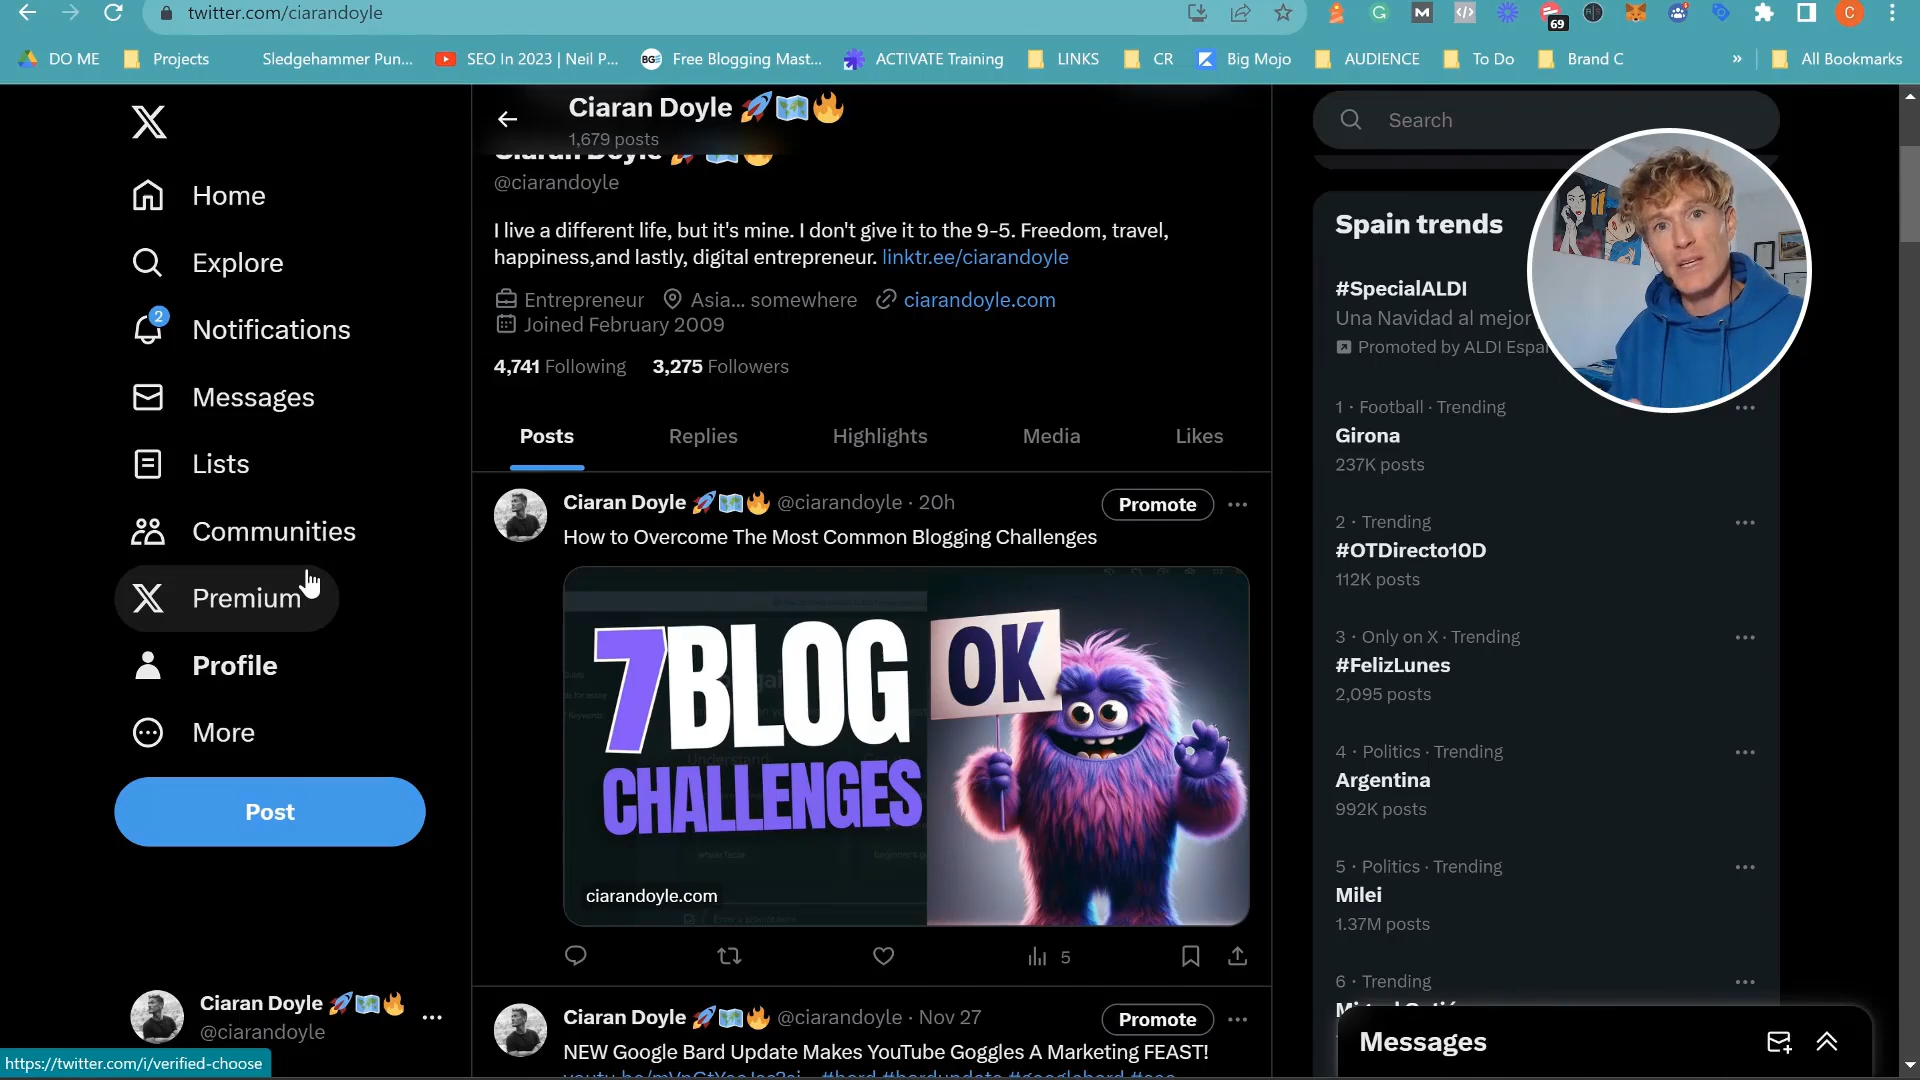 twitter.com/ciarandoyle
69
C
DO ME
Projects
Sledgehammer Pun...
SEO In 2023 | Neil P...
BGE
Free Blogging Mast...
ACTIVATE Training
LINKS
CR
Big Mojo
AUDIENCE
To Do
Brand C
»
All Bookmarks
X
Home
Explore
2
Notifications
Messages
Lists
Communities
Premium
Profile
More
Post
Ciaran Doyle 🚀🗺️🔥
@ciarandoyle
https://twitter.com/i/verified-choose
Ciaran Doyle 🚀🗺️🔥
1,679 posts
Ciaran Doyle 🚀🗺️🔥
@ciarandoyle
I live a different life, but it's mine. I don't give it to the 9-5. Freedom, travel,
happiness,and lastly, digital entrepreneur. linktr.ee/ciarandoyle
Entrepreneur Asia... somewhere ciarandoyle.com
Joined February 2009
4,741 Following 3,275 Followers
Posts Replies Highlights Media Likes
Ciaran Doyle 🚀🗺️🔥 @ciarandoyle · 20h
Promote
How to Overcome The Most Common Blogging Challenges
7 BLOG
CHALLENGES
OK
ciarandoyle.com
5
Ciaran Doyle 🚀🗺️🔥 @ciarandoyle · Nov 27
Promote
NEW Google Bard Update Makes YouTube Goggles A Marketing FEAST!
Search
Spain trends
#SpecialALDI
Una Navidad al mejor
Promoted by ALDI Españ
1 · Football · Trending
Girona
237K posts
2 · Trending
#OTDirecto10D
112K posts
3 · Only on X · Trending
#FelizLunes
2,095 posts
4 · Politics · Trending
Argentina
992K posts
5 · Politics · Trending
Milei
1.37M posts
6 · Trending
Messages